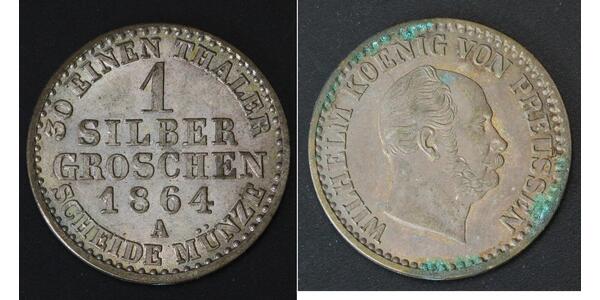 30 EINEN THALER
1
SILBER
GROSCHEN
1864
A
SCHEIDE MÜNZE
WILHELM KOENIG VON PREUSSEN